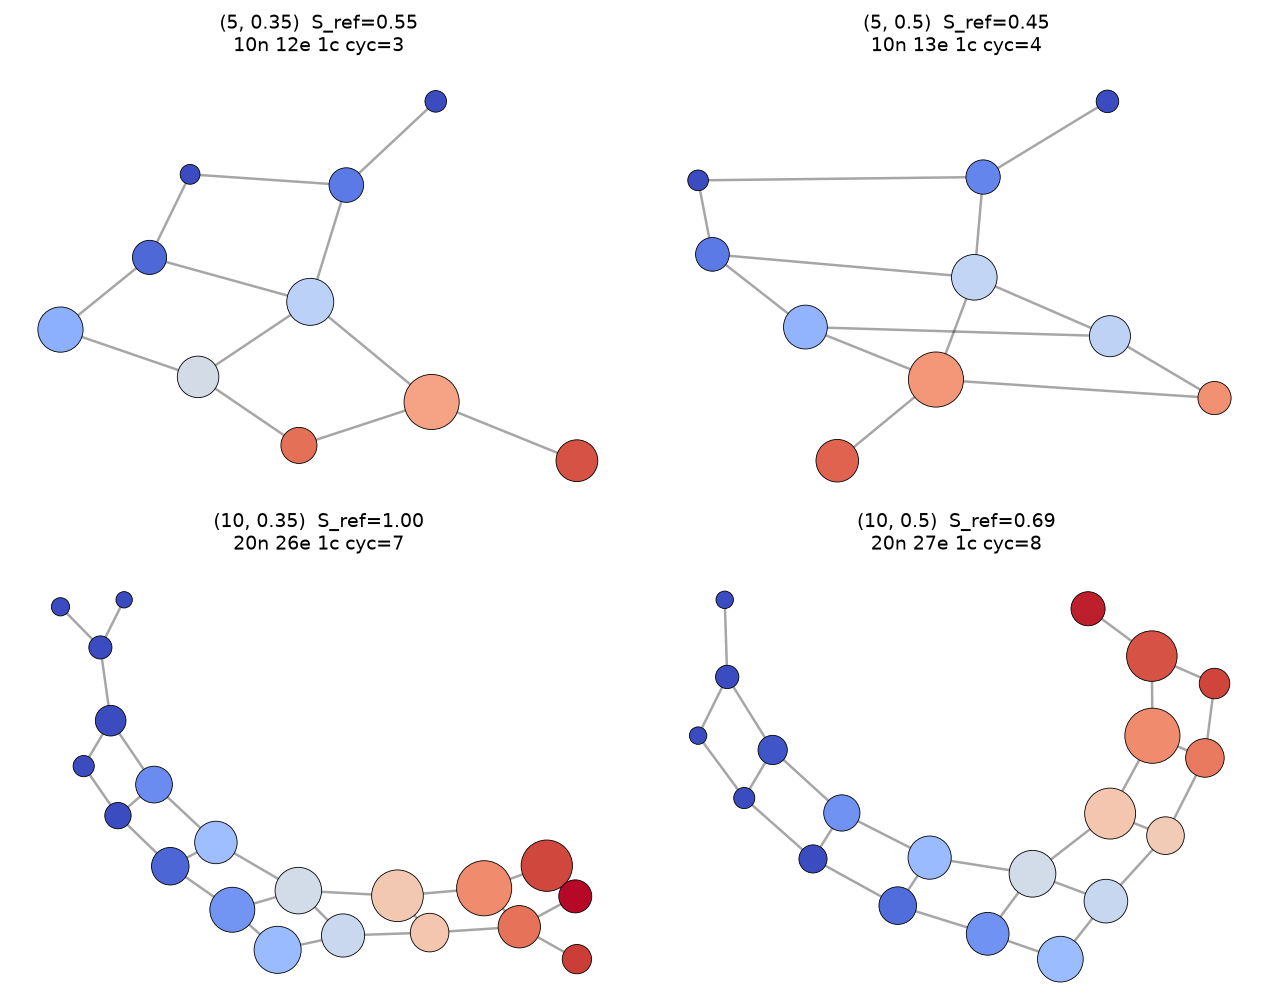 (5, 0.35)  S_ref=0.55
10n 12e 1c cyc=3
(5, 0.5)  S_ref=0.45
10n 13e 1c cyc=4
(10, 0.35)  S_ref=1.00
20n 26e 1c cyc=7
(10, 0.5)  S_ref=0.69
20n 27e 1c cyc=8